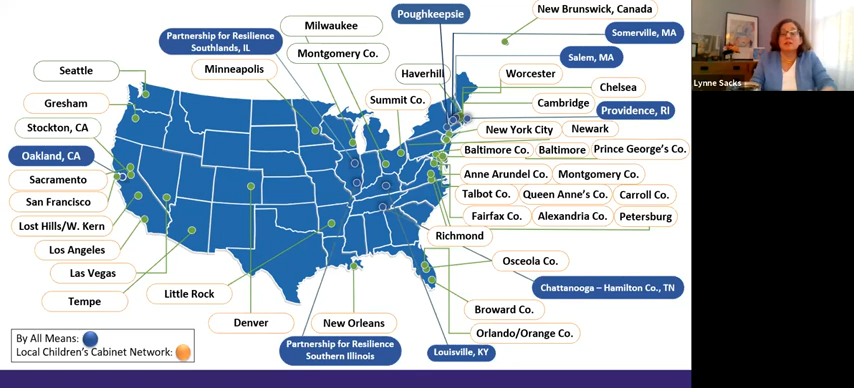 Milwaukee
Poughkeepsie
New Brunswick, Canada
Partnership for Resilience
Southlands, IL
Montgomery Co.
Somerville, MA
Salem, MA
Seattle
Minneapolis
Haverhill
Worcester
Lynne Sacks
Chelsea
Gresham
Summit Co.
Cambridge
Providence, RI
Stockton, CA
New York City
Newark
Oakland, CA
Baltimore Co.
Baltimore
Prince George's Co.
Sacramento
Anne Arundel Co.
Montgomery Co.
San Francisco
Talbot Co.
Queen Anne's Co.
Carroll Co.
Lost Hills/W. Kern
Fairfax Co.
Alexandria Co.
Petersburg
Los Angeles
Richmond
Las Vegas
Osceola Co.
Tempe
Little Rock
Chattanooga – Hamilton Co., TN
Broward Co.
Denver
New Orleans
Orlando/Orange Co.
By All Means:
Local Children's Cabinet Network:
Partnership for Resilience
Southern Illinois
Louisville, KY